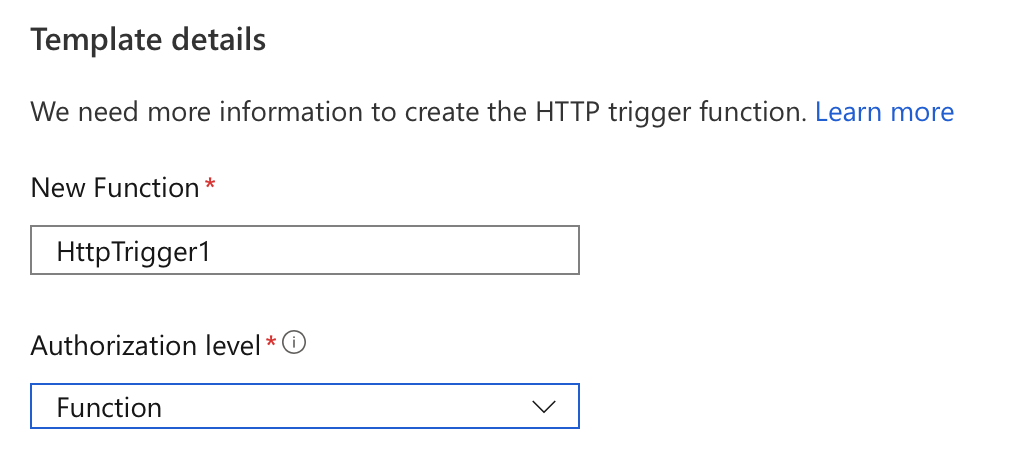 Template details
We need more information to create the HTTP trigger function. Learn more
New Function *
HttpTrigger1
Authorization level * i
Function